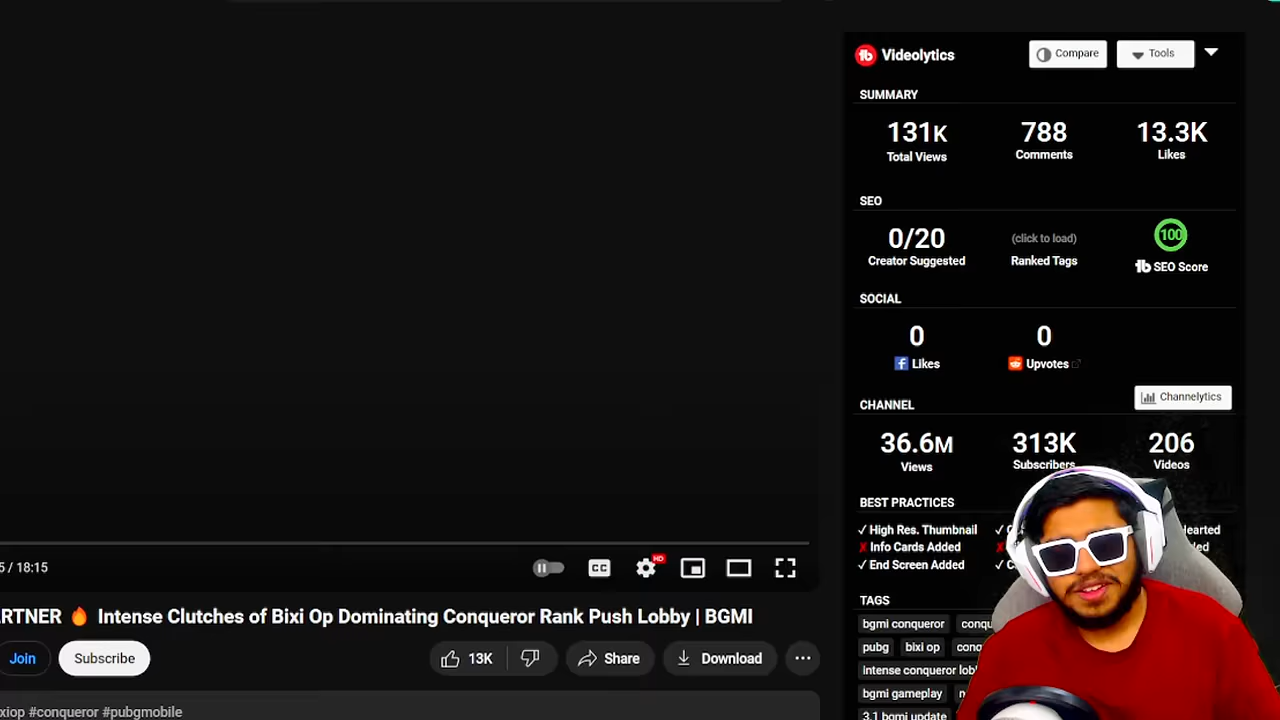 Videolytics
Compare
Tools
SUMMARY
131K
788
13.3K
Total Views
Comments
Likes
SEO
0/20
(click to load)
100
Creator Suggested
Ranked Tags
SEO Score
SOCIAL
0
0
Likes
Upvotes
CHANNEL
Channelytics
36.6M
313K
206
Views
Subscribers
Videos
BEST PRACTICES
✓ High Res. Thumbnail
Info Cards Added
✓ End Screen Added
TAGS
bgmi conqueror
pubg
bixi op
intense conqueror
bgmi gameplay
3.1 bgmi update
/ 18:15
CC
HD
Intense Clutches of Bixi Op Dominating Conqueror Rank Push Lobby | BGMI
Join
Subscribe
13K
Share
Download
#conqueror #pubgmobile